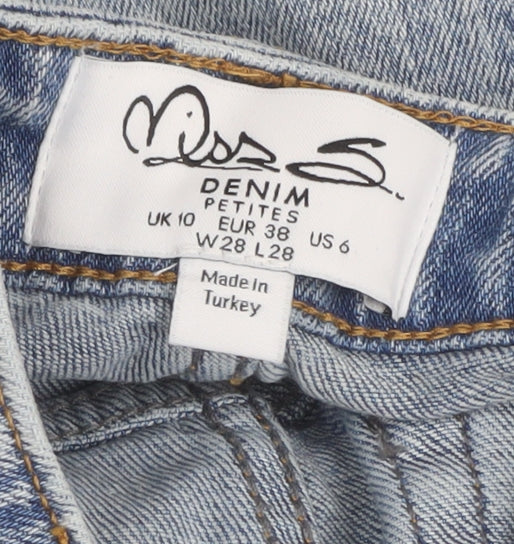 Miss S.
DENIM
PETITES
UK 10 EUR 38 US 6
W28 L28
Made In
Turkey